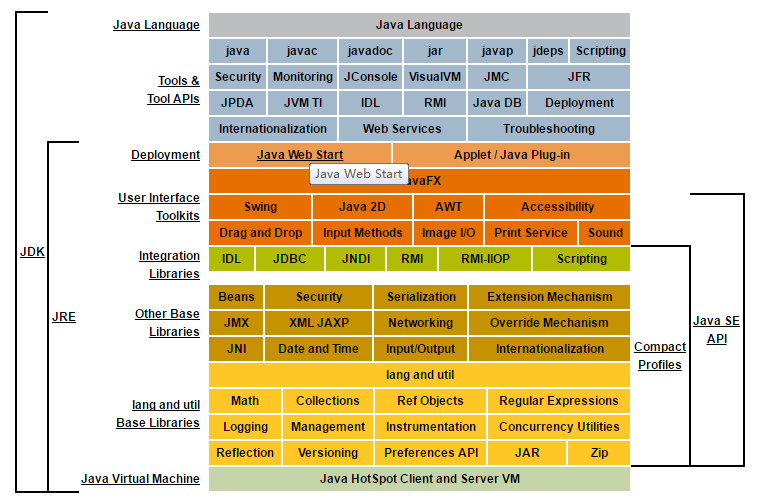 Java Language Java Language
java javac javadoc jar javap jdeps Scripting
Tools &
Tool APIs
Security Monitoring JConsole VisualVM JMC JFR
JPDA JVM TI IDL RMI Java DB Deployment
Internationalization Web Services Troubleshooting
Deployment Java Web Start Applet / Java Plug-in
Java Web Start
avaFX
User Interface
Toolkits
Swing Java 2D AWT Accessibility
Drag and Drop Input Methods Image I/O Print Service Sound
Integration
Libraries
IDL JDBC JNDI RMI RMI-IIOP Scripting
JDK
JRE
Other Base
Libraries
Beans Security Serialization Extension Mechanism
JMX XML JAXP Networking Override Mechanism
JNI Date and Time Input/Output Internationalization
Java SE
API
Compact
Profiles
lang and util
lang and util
Base Libraries
Math Collections Ref Objects Regular Expressions
Logging Management Instrumentation Concurrency Utilities
Reflection Versioning Preferences API JAR Zip
Java Virtual Machine Java HotSpot Client and Server VM